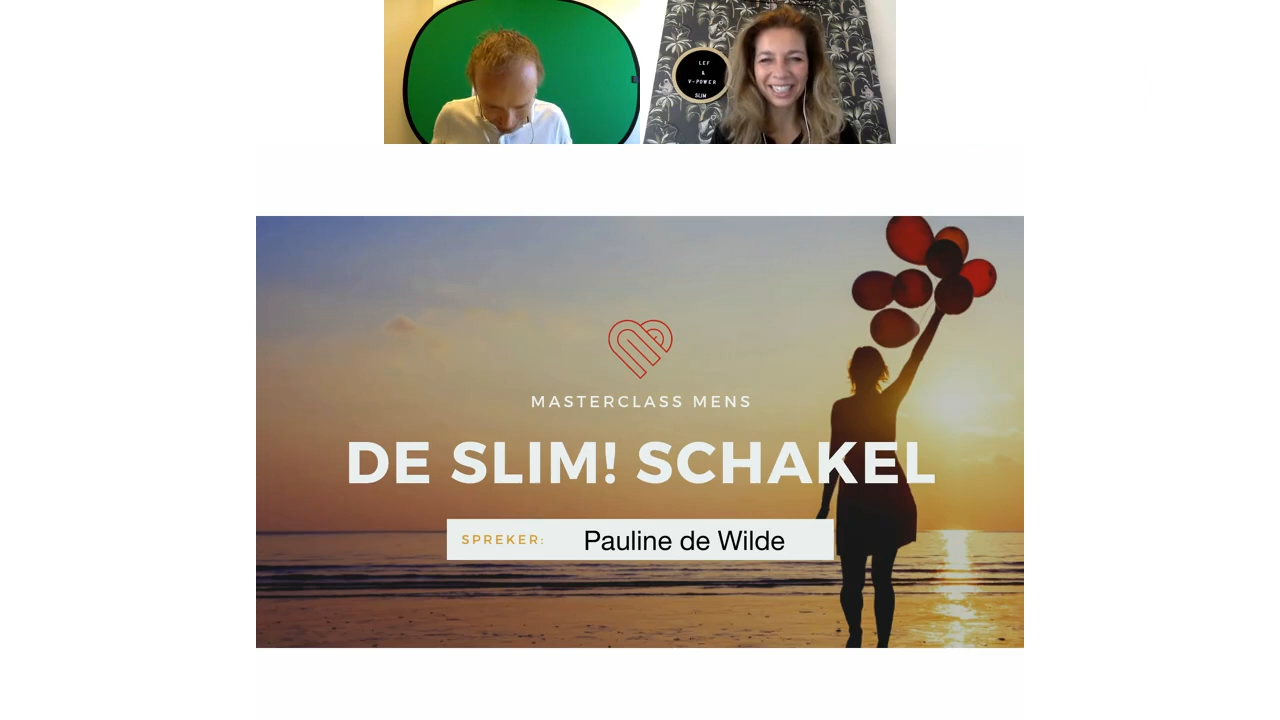 LEF
&
V-POWER
SLIM
MASTERCLASS MENS
DE SLIM! SCHAKEL
SPREKER: Pauline de Wilde